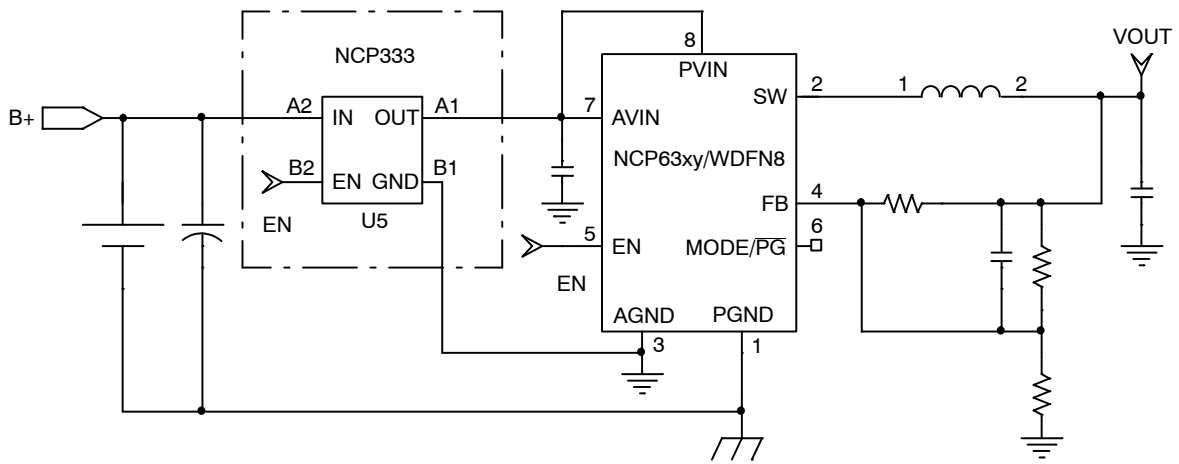 VOUT
NCP333
8
PVIN
SW
2
1
2
B+
A2
IN
OUT
A1
7
AVIN
NCP63xy/WDFN8
B2
EN
GND
B1
FB
4
EN
U5
5
EN
MODE/P̅G̅
6
EN
AGND
PGND
3
1